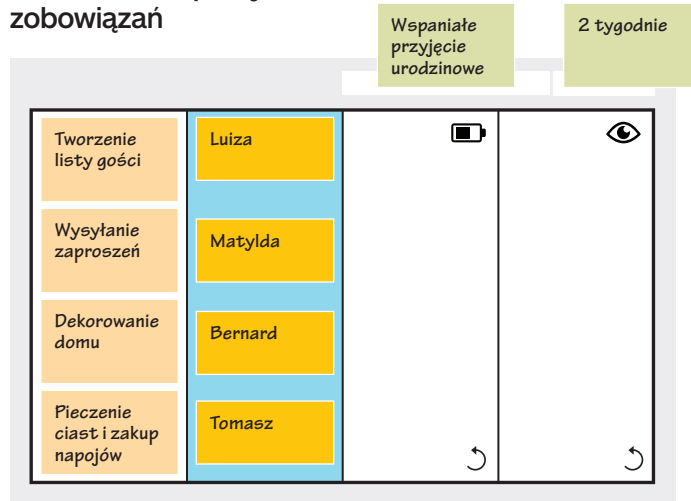 zobowiązań
Wspaniałe
przyjęcie
urodzinowe
2 tygodnie
Tworzenie
listy gości
Luiza
Wysyłanie
zaproszeń
Matylda
Dekorowanie
domu
Bernard
Pieczenie
ciast i zakup
napojów
Tomasz